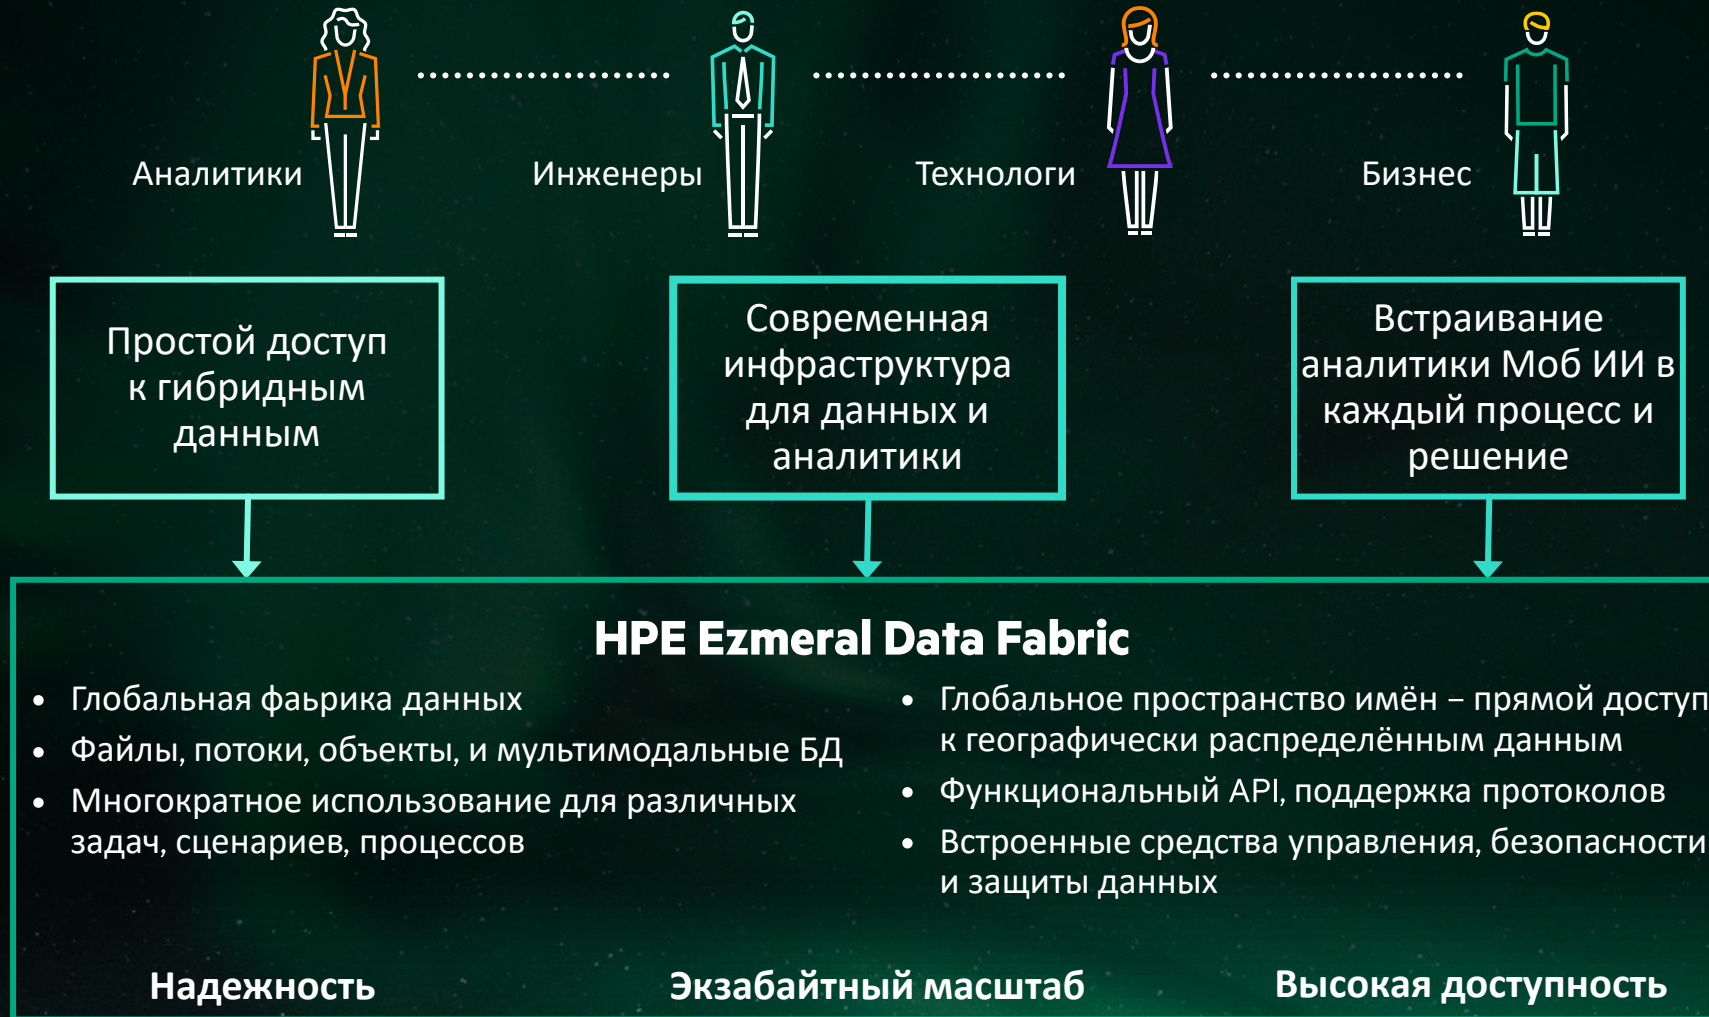 Аналитики
Инженеры
Технологи
Бизнес
Простой доступ
к гибридным
данным
Современная
инфраструктура
для данных и
аналитики
Встраивание
аналитики Моб ИИ в
каждый процесс и
решение
HPE Ezmeral Data Fabric
• Глобальная фаьрика данных
• Файлы, потоки, объекты, и мультимодальные БД
• Многократное использование для различных
задач, сценариев, процессов
• Глобальное пространство имён – прямой доступ
к географически распределённым данным
• Функциональный API, поддержка протоколов
• Встроенные средства управления, безопасности
и защиты данных
Надежность
Экзабайтный масштаб
Высокая доступность